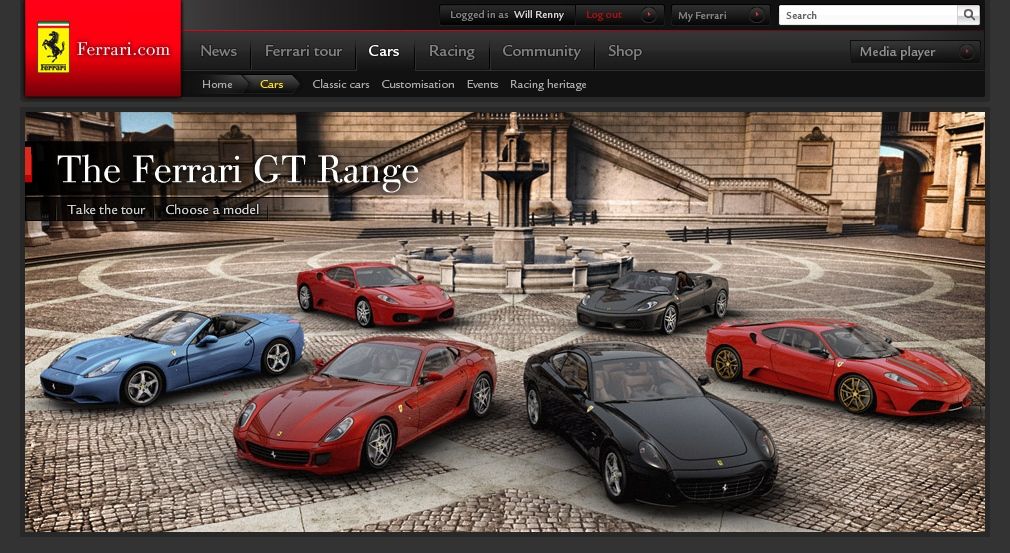 Logged in as Will Renny Log out My Ferrari Search
Ferrari
Ferrari.com
News Ferrari tour Cars Racing Community Shop Media player
Home Cars Classic cars Customisation Events Racing heritage
The Ferrari GT Range
Take the tour Choose a model